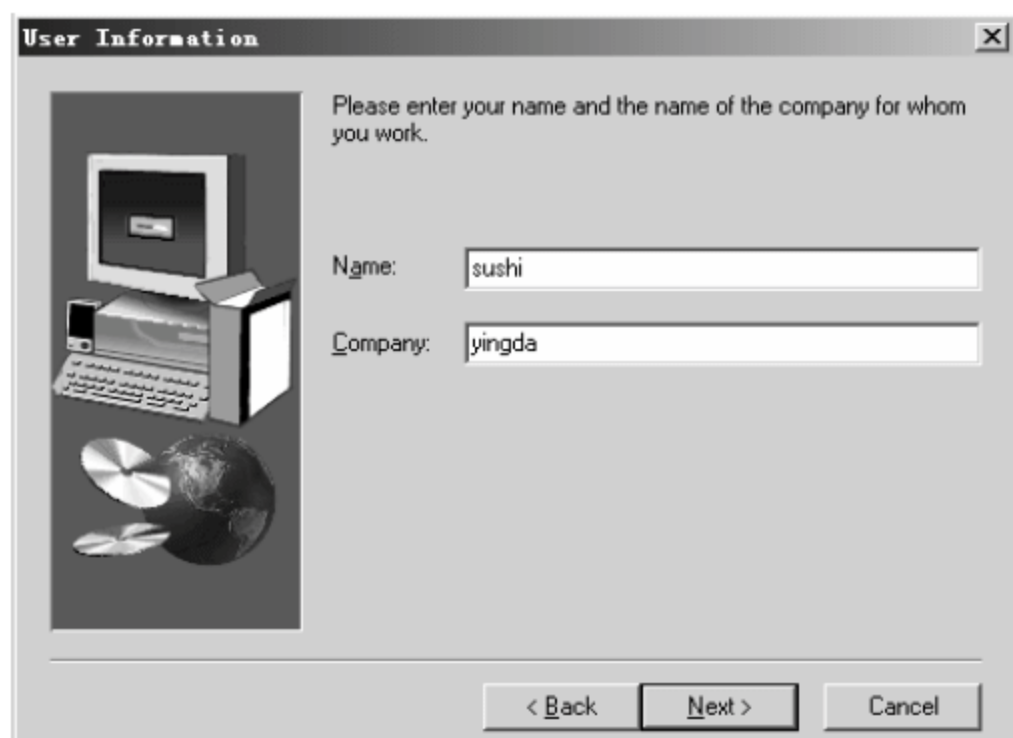 User Information
Please enter your name and the name of the company for whom
you work.
Name: sushi
Company: yingda
< Back Next > Cancel